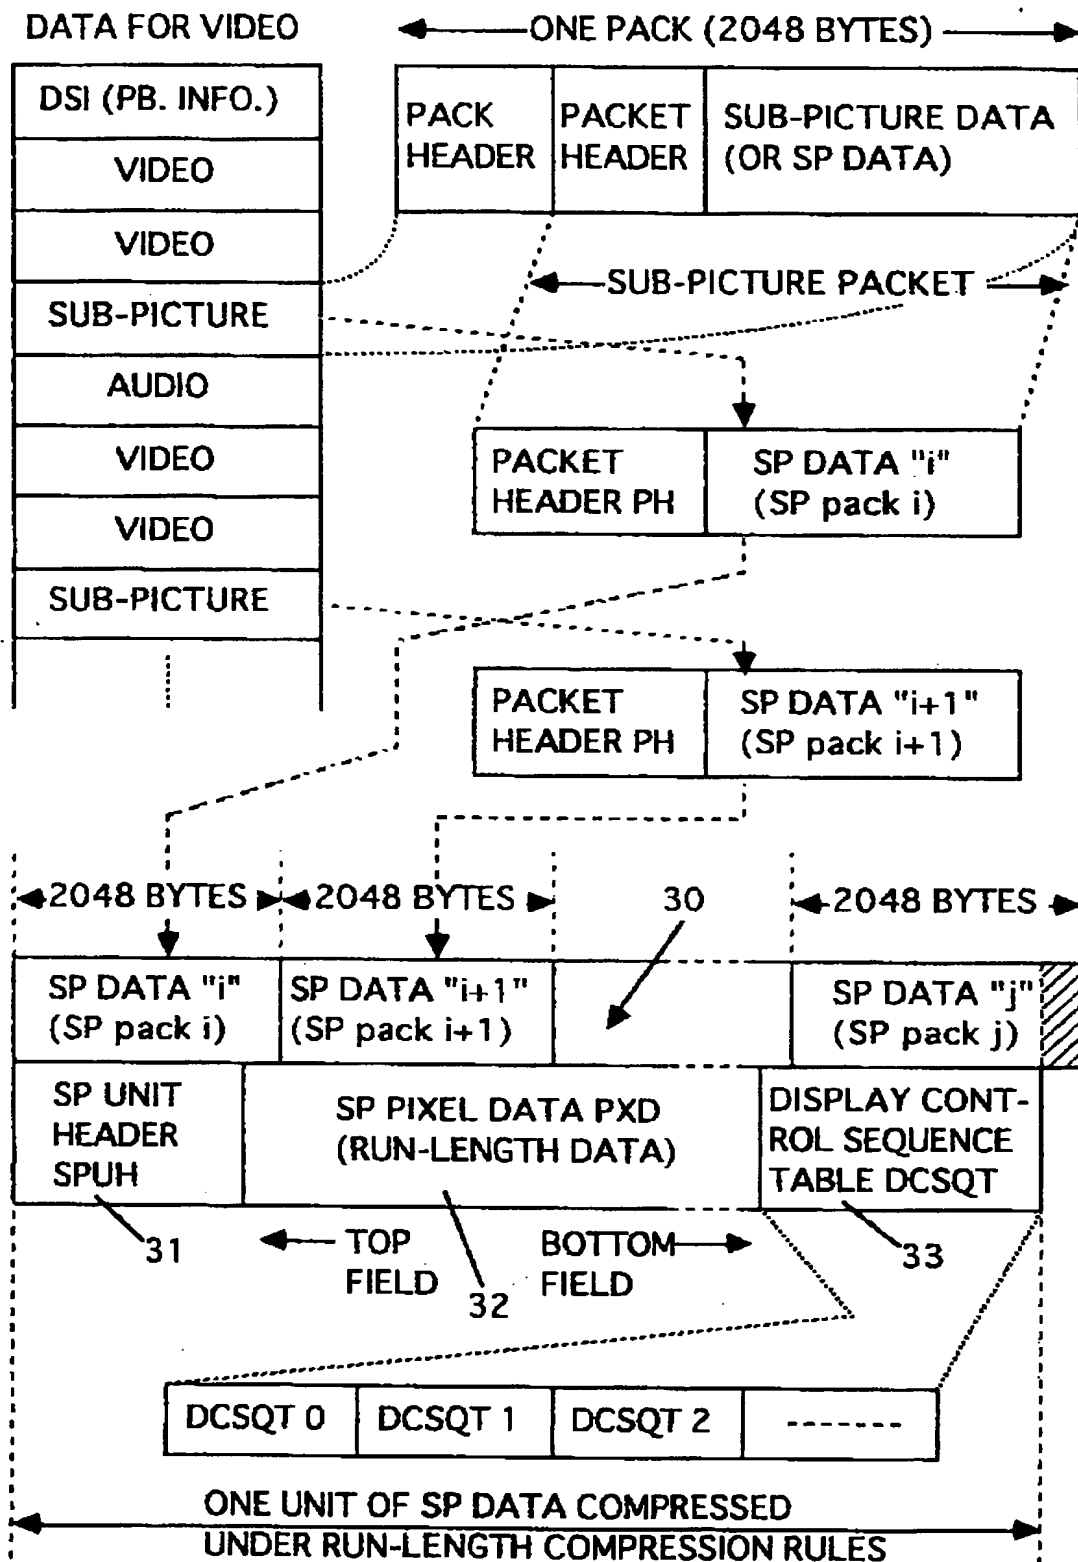 DATA FOR VIDEO
ONE PACK (2048 BYTES)
DSI (PB. INFO.)
VIDEO
VIDEO
SUB-PICTURE
AUDIO
VIDEO
VIDEO
SUB-PICTURE
PACK
HEADER
PACKET
HEADER
SUB-PICTURE DATA
(OR SP DATA)
SUB-PICTURE PACKET
PACKET
HEADER PH
SP DATA "i"
(SP pack i)
PACKET
HEADER PH
SP DATA "i+1"
(SP pack i+1)
2048 BYTES
2048 BYTES
30
2048 BYTES
SP DATA "i"
(SP pack i)
SP DATA "i+1"
(SP pack i+1)
SP DATA "j"
(SP pack j)
SP UNIT
HEADER
SPUH
SP PIXEL DATA PXD
(RUN-LENGTH DATA)
DISPLAY CONT-
ROL SEQUENCE
TABLE DCSQT
31
TOP
FIELD
32
BOTTOM
FIELD
33
DCSQT 0
DCSQT 1
DCSQT 2
ONE UNIT OF SP DATA COMPRESSED
UNDER RUN-LENGTH COMPRESSION RULES